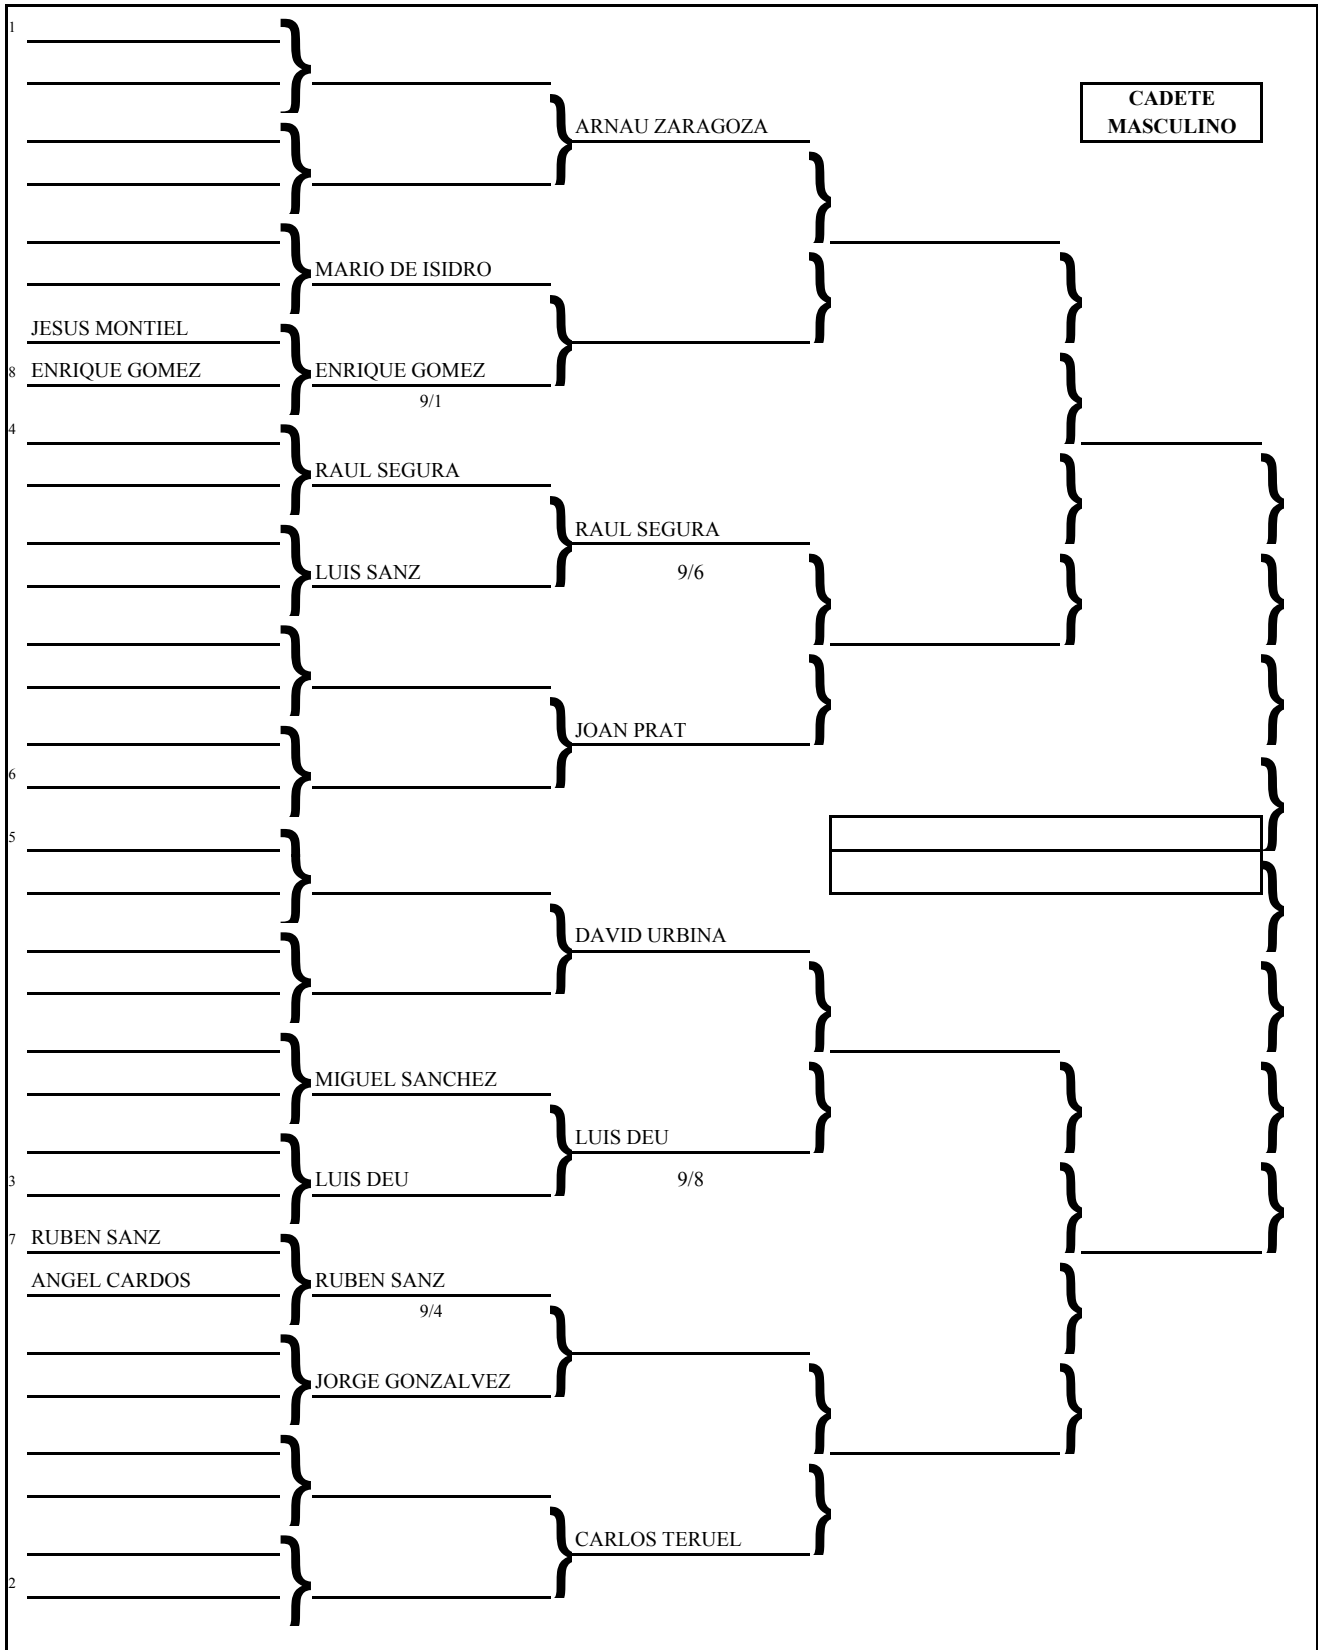 1
CADETE
MASCULINO
ARNAU ZARAGOZA
MARIO DE ISIDRO
JESUS MONTIEL
8 ENRIQUE GOMEZ ENRIQUE GOMEZ
9/1
4
RAUL SEGURA
RAUL SEGURA
LUIS SANZ 9/6
JOAN PRAT
6
5
DAVID URBINA
MIGUEL SANCHEZ
LUIS DEU
3 LUIS DEU 9/8
7 RUBEN SANZ
ANGEL CARDOS RUBEN SANZ
9/4
JORGE GONZALVEZ
CARLOS TERUEL
2